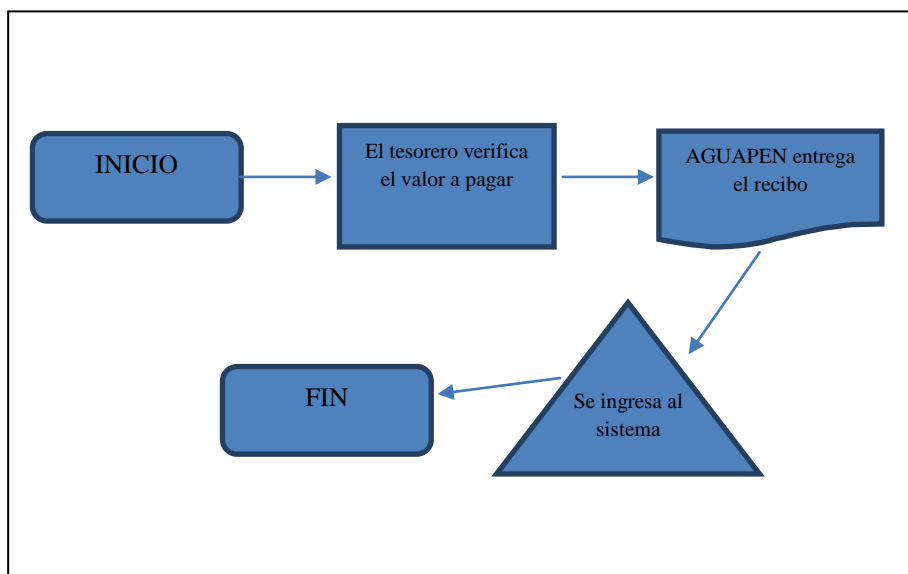 INICIO
El tesorero verifica
el valor a pagar
AGUAPEN entrega
el recibo
Se ingresa al
sistema
FIN